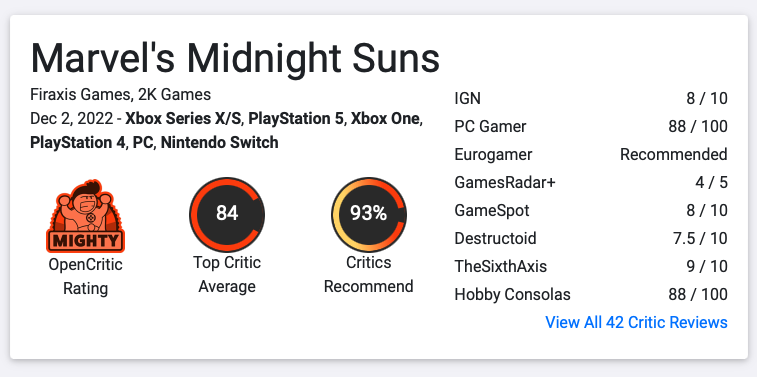 Marvel's Midnight Suns
Firaxis Games, 2K Games
Dec 2, 2022 - Xbox Series X/S, PlayStation 5, Xbox One,
PlayStation 4, PC, Nintendo Switch
MIGHTY
OpenCritic
Rating
84
Top Critic
Average
93%
Critics
Recommend
IGN 8 / 10
PC Gamer 88 / 100
Eurogamer Recommended
GamesRadar+ 4 / 5
GameSpot 8 / 10
Destructoid 7.5 / 10
TheSixthAxis 9 / 10
Hobby Consolas 88 / 100
View All 42 Critic Reviews